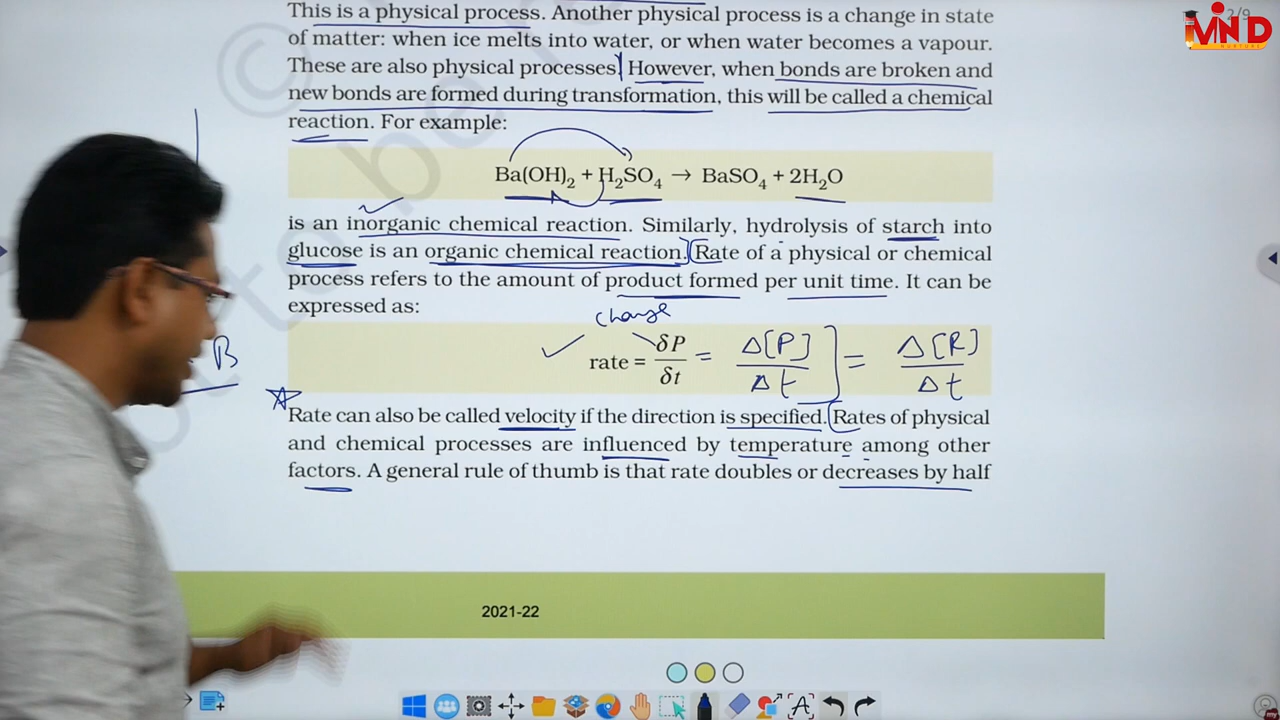 This is a physical process. Another physical process is a change in state
of matter: when ice melts into water, or when water becomes a vapour.
These are also physical processes. However, when bonds are broken and
new bonds are formed during transformation, this will be called a chemical
reaction. For example:
Ba(OH)₂ + H₂SO₄ → BaSO₄ + 2H₂O
is an inorganic chemical reaction. Similarly, hydrolysis of starch into
glucose is an organic chemical reaction. Rate of a physical or chemical
process refers to the amount of product formed per unit time. It can be
expressed as:
change
rate = δP/δt = Δ[P]/Δt = Δ[R]/Δt
B
Rate can also be called velocity if the direction is specified. Rates of physical
and chemical processes are influenced by temperature among other
factors. A general rule of thumb is that rate doubles or decreases by half
2021-22
2/9
MIND
NURTURE